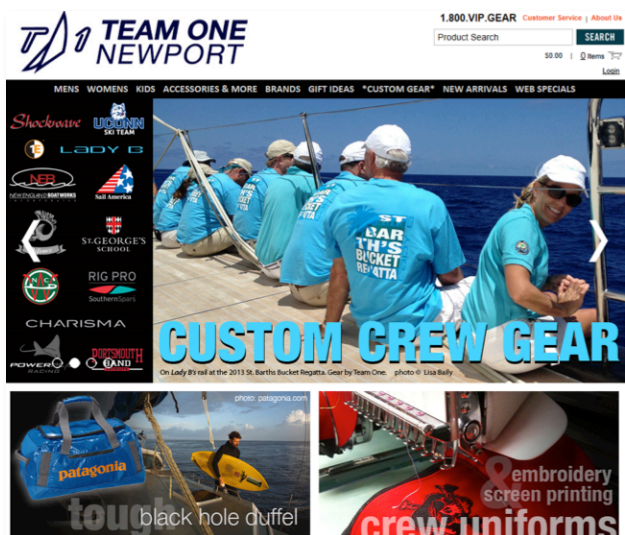 TEAM ONE
NEWPORT
1.800.VIP.GEAR Customer Service | About Us
Product Search SEARCH
$0.00 | 0 Items
Login
MENS WOMENS KIDS ACCESSORIES & MORE BRANDS GIFT IDEAS *CUSTOM GEAR* NEW ARRIVALS WEB SPECIALS
Shockwave UCONN
SKI TEAM
LADY B
NEB
NEW ENGLAND BOATWORKS
Sail America
ST. GEORGE'S
SCHOOL
RIG PRO
SouthernSpars
CHARISMA
POWER
RACING
PORTSMOUTH
BAND
ST
BAR
TH'S
BUCKET
REGATTA
CUSTOM CREW GEAR
On Lady B's rail at the 2013 St. Barths Bucket Regatta. Gear by Team One. photo © Lisa Bally
photo: patagonia.com
patagonia
tough
black hole duffel
& embroidery
screen printing
crew uniforms